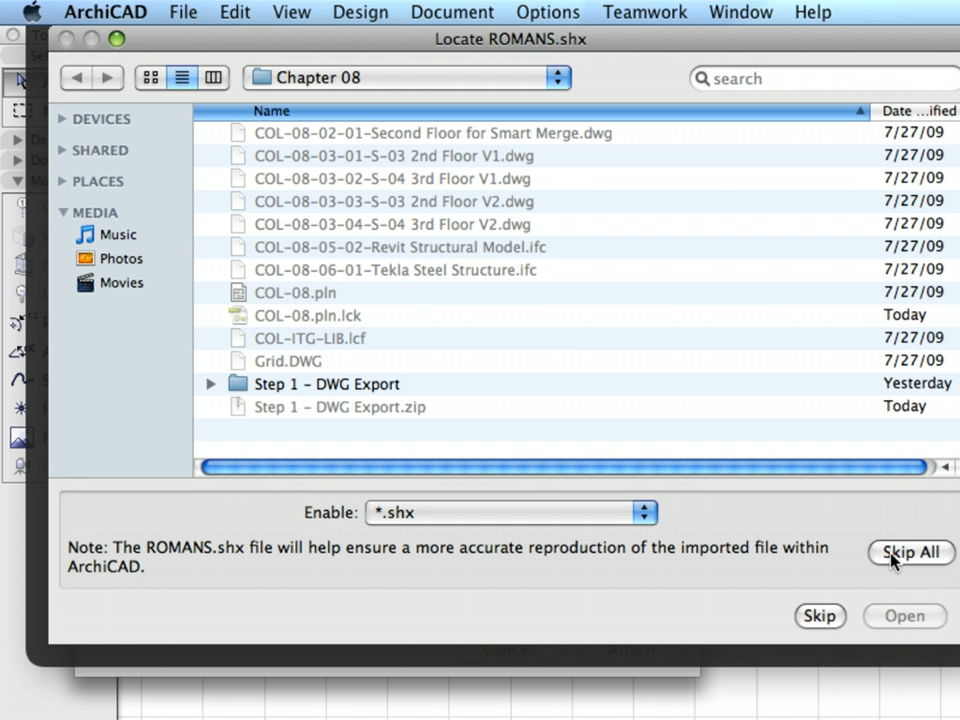 ArchiCAD File Edit View Design Document Options Teamwork Window Help
Locate ROMANS.shx
Chapter 08
search
Name Date ...ified
DEVICES
SHARED
PLACES
MEDIA
Music
Photos
Movies
COL-08-02-01-Second Floor for Smart Merge.dwg 7/27/09
COL-08-03-01-S-03 2nd Floor V1.dwg 7/27/09
COL-08-03-02-S-04 3rd Floor V1.dwg 7/27/09
COL-08-03-03-S-03 2nd Floor V2.dwg 7/27/09
COL-08-03-04-S-04 3rd Floor V2.dwg 7/27/09
COL-08-05-02-Revit Structural Model.ifc 7/27/09
COL-08-06-01-Tekla Steel Structure.ifc 7/27/09
COL-08.pln 7/27/09
COL-08.pln.lck Today
COL-ITG-LIB.lcf 7/27/09
Grid.DWG 7/27/09
Step 1 - DWG Export Yesterday
Step 1 - DWG Export.zip Today
Enable: *.shx
Note: The ROMANS.shx file will help ensure a more accurate reproduction of the imported file within
ArchiCAD.
Skip All
Skip Open
Cancel Attach